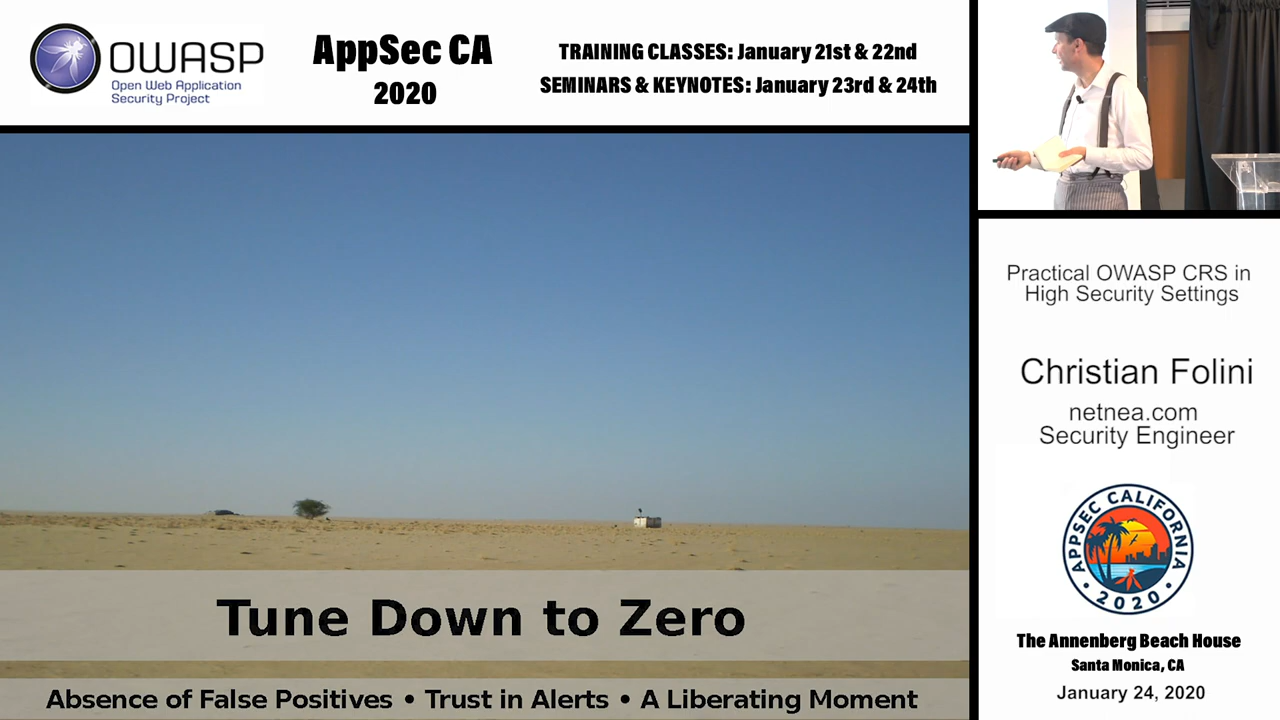 OWASP
Open Web Application
Security Project
AppSec CA
2020
TRAINING CLASSES: January 21st & 22nd
SEMINARS & KEYNOTES: January 23rd & 24th
Tune Down to Zero
Absence of False Positives • Trust in Alerts • A Liberating Moment
Practical OWASP CRS in
High Security Settings
Christian Folini
netnea.com
Security Engineer
APPSEC CALIFORNIA
• 2020 •
The Annenberg Beach House
Santa Monica, CA
January 24, 2020